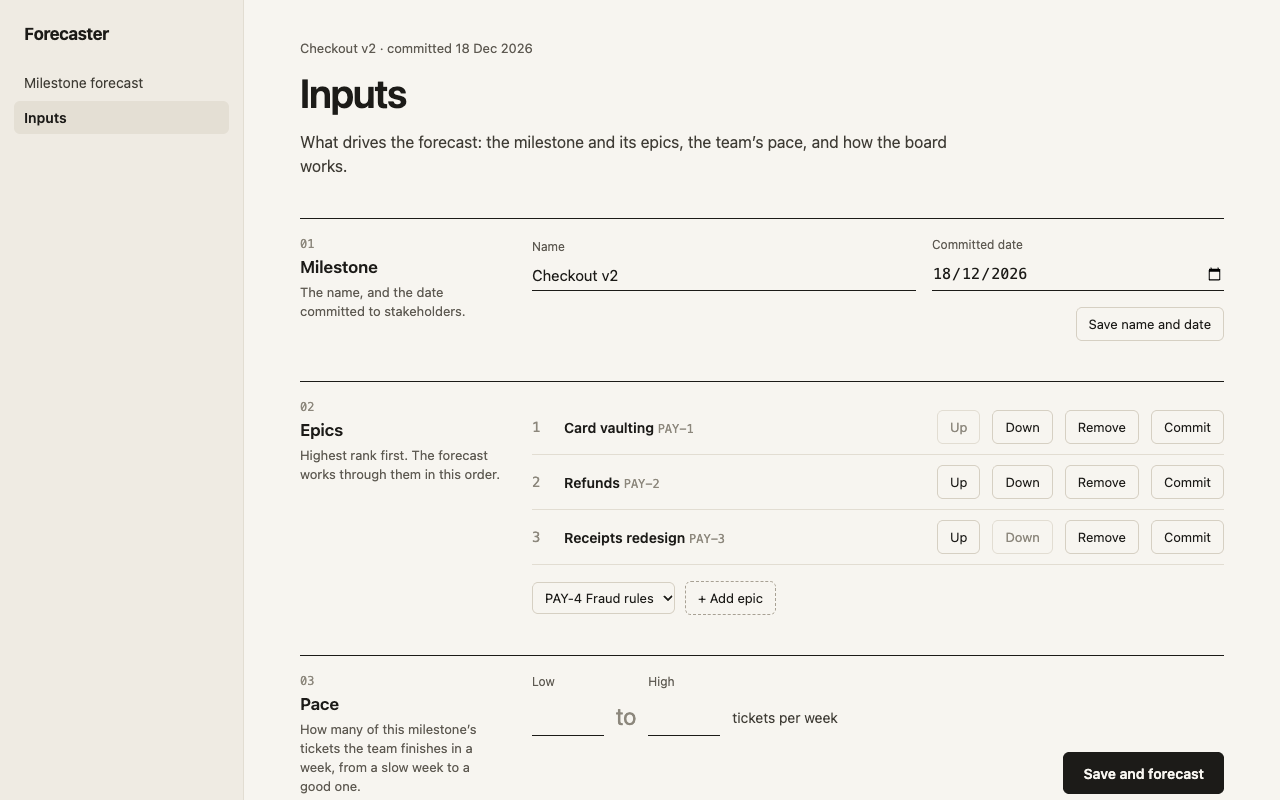 Forecaster
Milestone forecast
Inputs
Checkout v2 · committed 18 Dec 2026
Inputs
What drives the forecast: the milestone and its epics, the team’s pace, and how the board
works.
01
Milestone
The name, and the date
committed to stakeholders.
Name
Checkout v2
Committed date
18/12/2026
Save name and date
02
Epics
Highest rank first. The forecast
works through them in this order.
1 Card vaulting PAY-1 Up Down Remove Commit
2 Refunds PAY-2 Up Down Remove Commit
3 Receipts redesign PAY-3 Up Down Remove Commit
PAY-4 Fraud rules + Add epic
03
Pace
How many of this milestone’s
tickets the team finishes in a
week, from a slow week to a
good one.
Low High
to tickets per week
Save and forecast